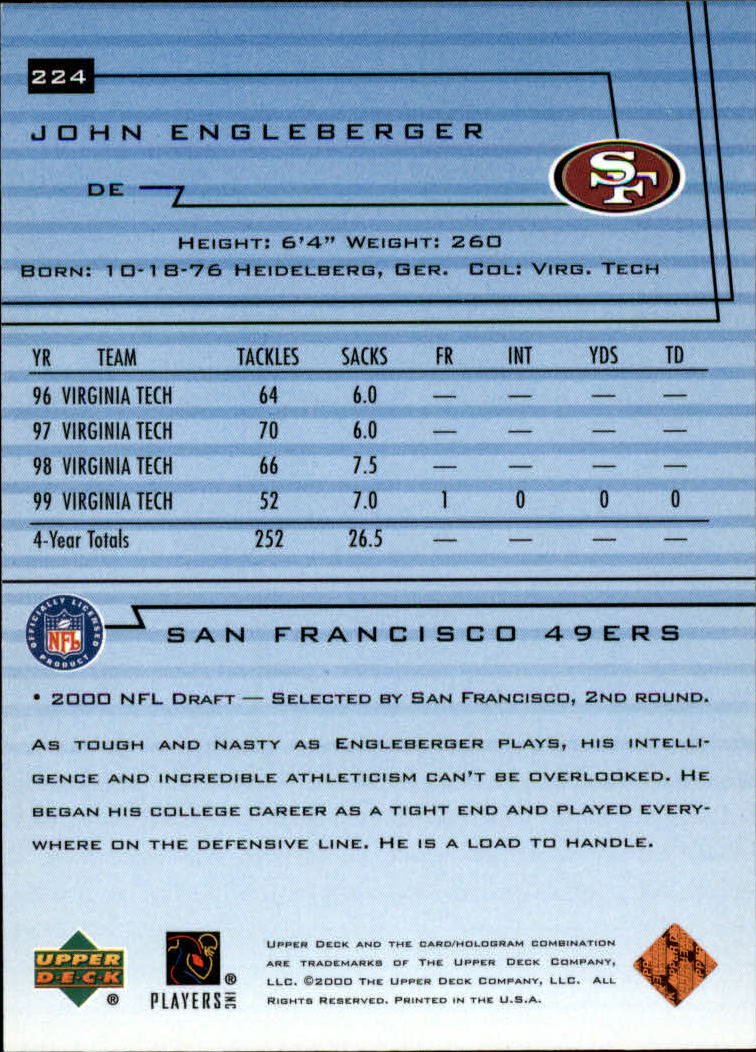 224
JOHN ENGLEBERGER
SF
DE
HEIGHT: 6'4" WEIGHT: 260
BORN: 10-18-76 HEIDELBERG, GER. COL: VIRG. TECH
YR TEAM TACKLES SACKS FR INT YDS TD
96 VIRGINIA TECH 64 6.0 — — — —
97 VIRGINIA TECH 70 6.0 — — — —
98 VIRGINIA TECH 66 7.5 — — — —
99 VIRGINIA TECH 52 7.0 1 0 0 0
4-Year Totals 252 26.5 — — — —
OFFICIALLY LICENSED
NFL
PRODUCT
SAN FRANCISCO 49ERS
• 2000 NFL DRAFT — SELECTED BY SAN FRANCISCO, 2ND ROUND.
AS TOUGH AND NASTY AS ENGLEBERGER PLAYS, HIS INTELLI-
GENCE AND INCREDIBLE ATHLETICISM CAN'T BE OVERLOOKED. HE
BEGAN HIS COLLEGE CAREER AS A TIGHT END AND PLAYED EVERY-
WHERE ON THE DEFENSIVE LINE. HE IS A LOAD TO HANDLE.
UPPER
DECK
®
PLAYERS INC ®
UPPER DECK AND THE CARD/HOLOGRAM COMBINATION
ARE TRADEMARKS OF THE UPPER DECK COMPANY,
LLC. ©2000 THE UPPER DECK COMPANY, LLC. ALL
RIGHTS RESERVED. PRINTED IN THE U.S.A.